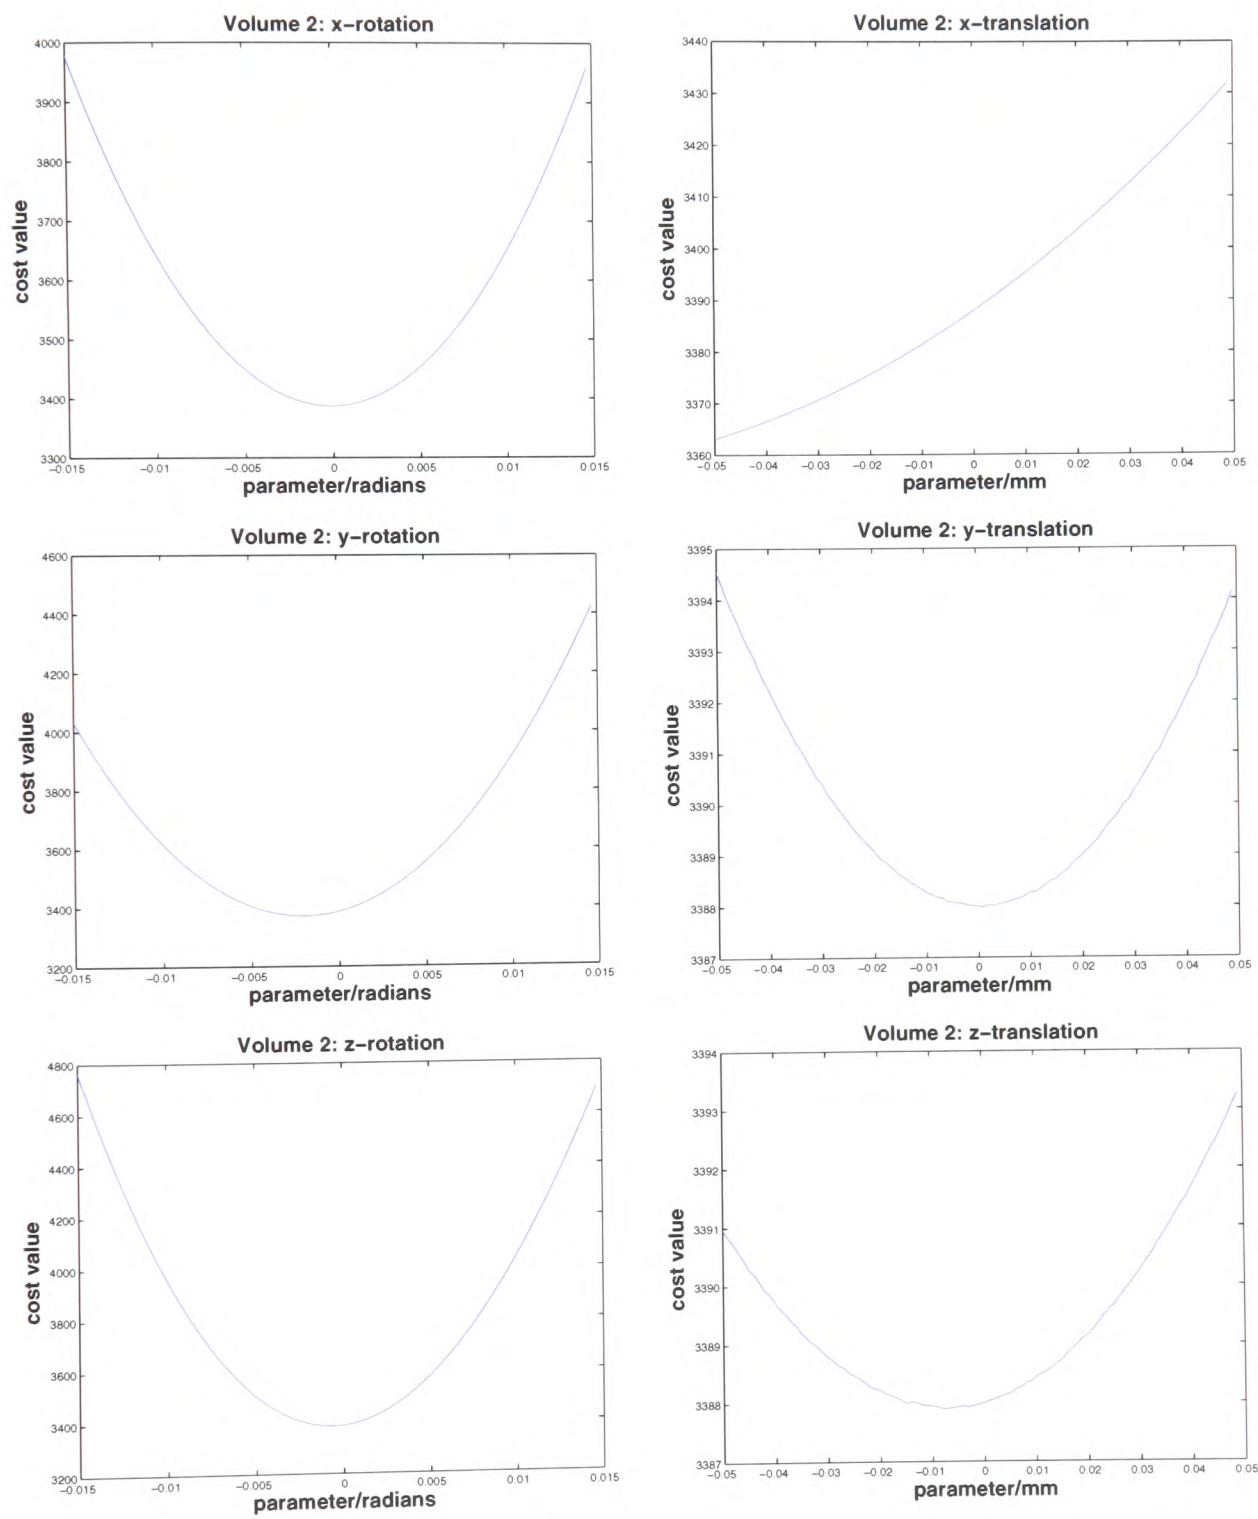 Volume 2: x-rotation
4000
3900
3800
3700
3600
3500
3400
3300
cost value
-0.015 -0.01 -0.005 0 0.005 0.01 0.015
parameter/radians
Volume 2: x-translation
3440
3430
3420
3410
3400
3390
3380
3370
3360
cost value
-0.05 -0.04 -0.03 -0.02 -0.01 0 0.01 0.02 0.03 0.04 0.05
parameter/mm
Volume 2: y-rotation
4600
4400
4200
4000
3800
3600
3400
3200
cost value
-0.015 -0.01 -0.005 0 0.005 0.01 0.015
parameter/radians
Volume 2: y-translation
3395
3394
3393
3392
3391
3390
3389
3388
3387
cost value
-0.05 -0.04 -0.03 -0.02 -0.01 0 0.01 0.02 0.03 0.04 0.05
parameter/mm
Volume 2: z-rotation
4800
4600
4400
4200
4000
3800
3600
3400
3200
cost value
-0.015 -0.01 -0.005 0 0.005 0.01 0.015
parameter/radians
Volume 2: z-translation
3394
3393
3392
3391
3390
3389
3388
3387
cost value
-0.05 -0.04 -0.03 -0.02 -0.01 0 0.01 0.02 0.03 0.04 0.05
parameter/mm